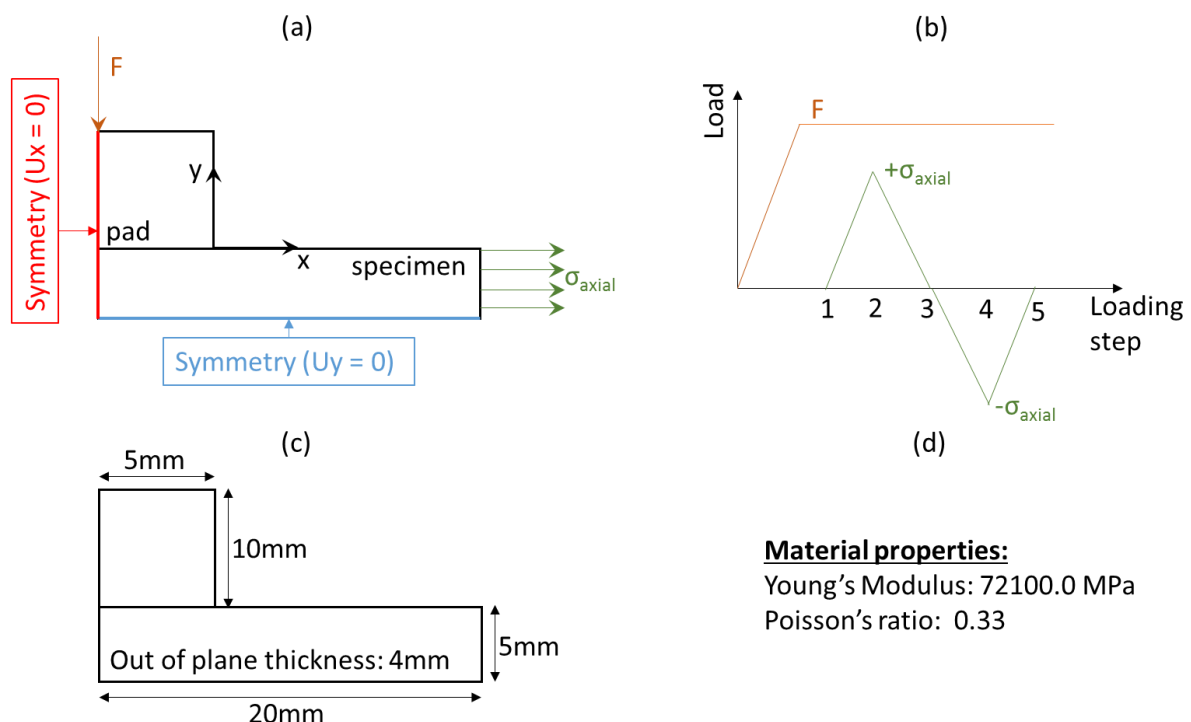 (a)
F
Symmetry (Ux = 0)
y
pad
x
specimen
σaxial
Symmetry (Uy = 0)
(b)
Load
F
+σaxial
1 2 3 4 5
Loading
step
-σaxial
(c)
5mm
10mm
Out of plane thickness: 4mm
5mm
20mm
(d)
Material properties:
Young’s Modulus: 72100.0 MPa
Poisson’s ratio: 0.33